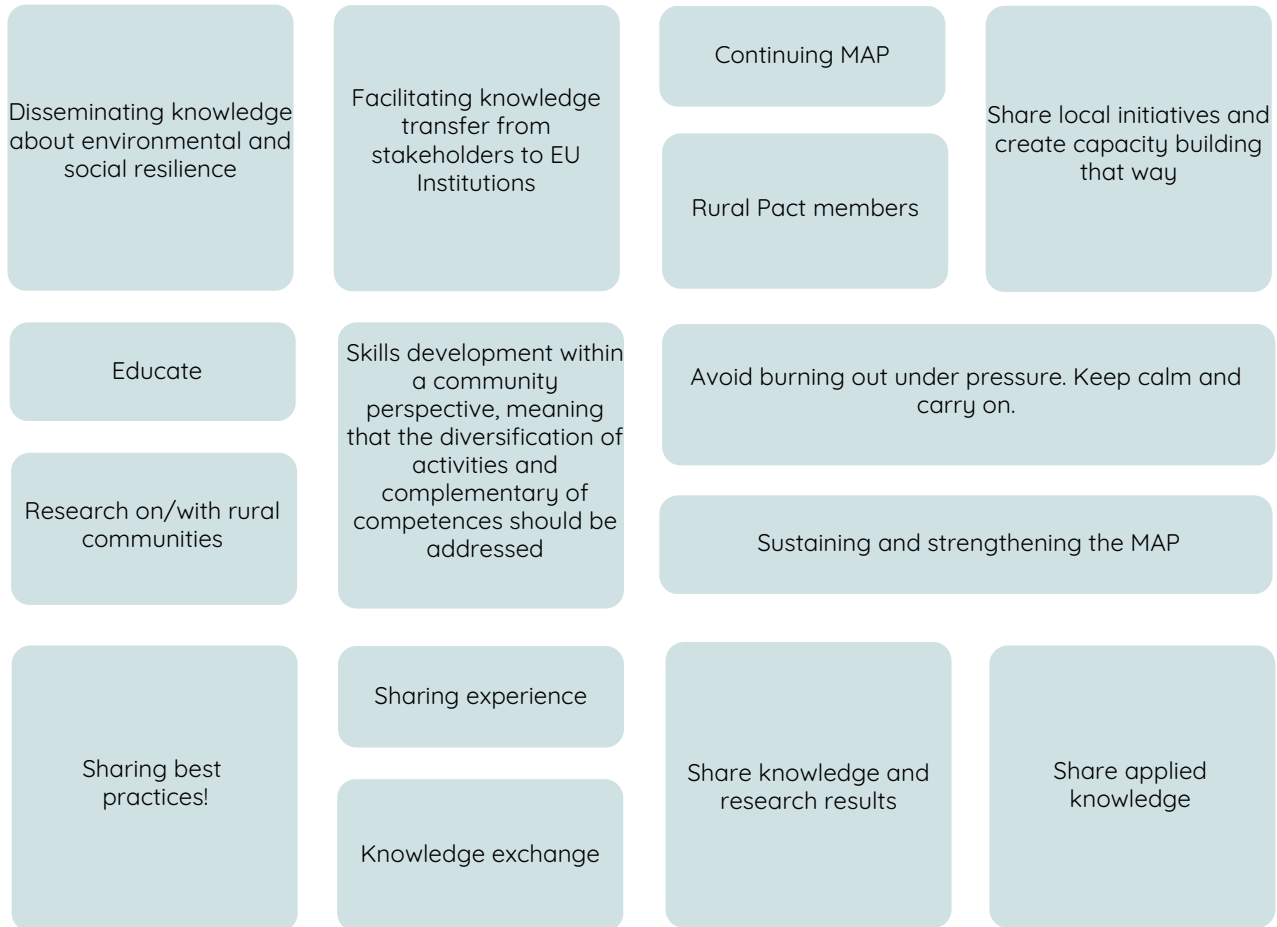 Disseminating knowledge
about environmental and
social resilience
Facilitating knowledge
transfer from
stakeholders to EU
Institutions
Continuing MAP
Rural Pact members
Share local initiatives and
create capacity building
that way
Educate
Research on/with rural
communities
Skills development within
a community
perspective, meaning
that the diversification of
activities and
complementary of
competences should be
addressed
Avoid burning out under pressure. Keep calm and
carry on.
Sustaining and strengthening the MAP
Sharing best
practices!
Sharing experience
Knowledge exchange
Share knowledge and
research results
Share applied
knowledge